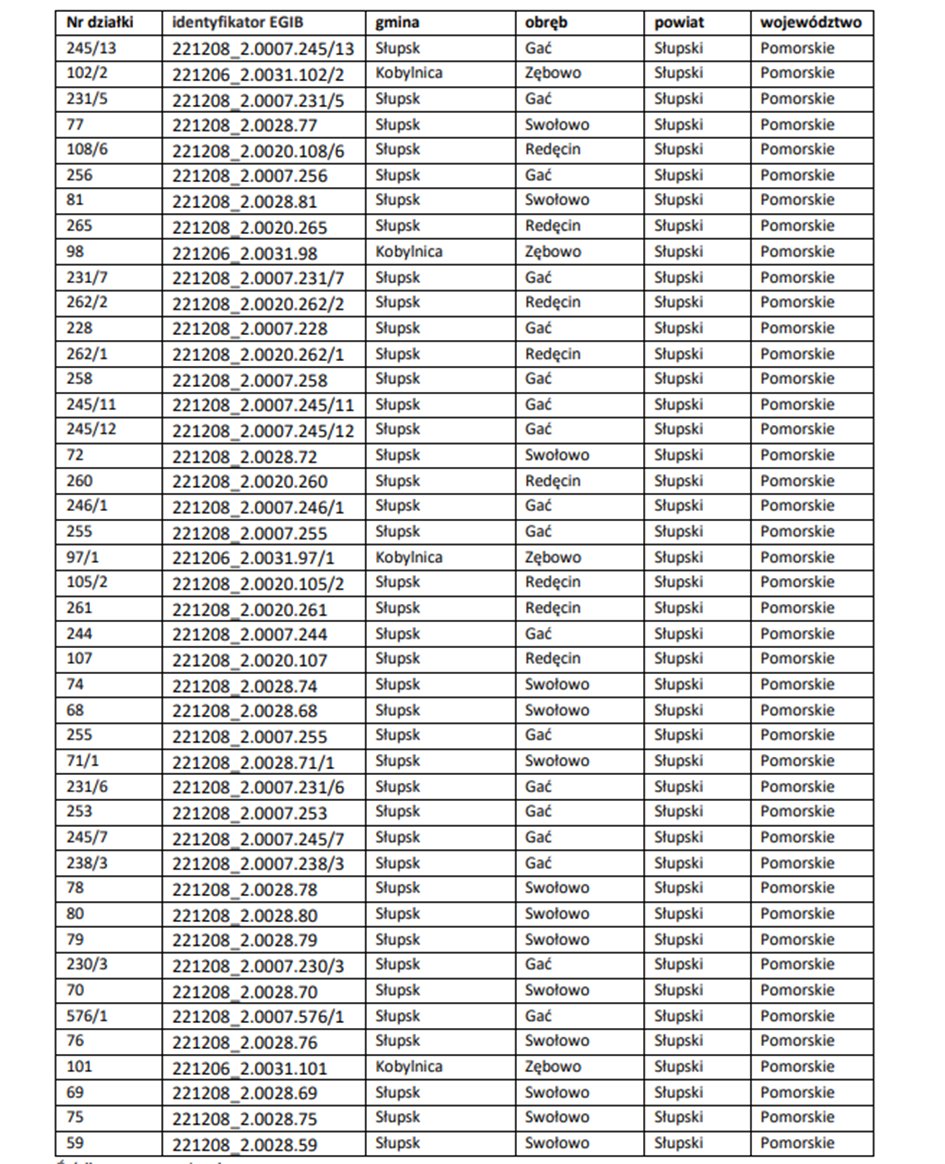 Nr działki identyfikator EGIB gmina obręb powiat województwo
245/13 221208_2.0007.245/13 Słupsk Gać Słupski Pomorskie
102/2 221206_2.0031.102/2 Kobylnica Zębowo Słupski Pomorskie
231/5 221208_2.0007.231/5 Słupsk Gać Słupski Pomorskie
77 221208_2.0028.77 Słupsk Swołowo Słupski Pomorskie
108/6 221208_2.0020.108/6 Słupsk Redęcin Słupski Pomorskie
256 221208_2.0007.256 Słupsk Gać Słupski Pomorskie
81 221208_2.0028.81 Słupsk Swołowo Słupski Pomorskie
265 221208_2.0020.265 Słupsk Redęcin Słupski Pomorskie
98 221206_2.0031.98 Kobylnica Zębowo Słupski Pomorskie
231/7 221208_2.0007.231/7 Słupsk Gać Słupski Pomorskie
262/2 221208_2.0020.262/2 Słupsk Redęcin Słupski Pomorskie
228 221208_2.0007.228 Słupsk Gać Słupski Pomorskie
262/1 221208_2.0020.262/1 Słupsk Redęcin Słupski Pomorskie
258 221208_2.0007.258 Słupsk Gać Słupski Pomorskie
245/11 221208_2.0007.245/11 Słupsk Gać Słupski Pomorskie
245/12 221208_2.0007.245/12 Słupsk Gać Słupski Pomorskie
72 221208_2.0028.72 Słupsk Swołowo Słupski Pomorskie
260 221208_2.0020.260 Słupsk Redęcin Słupski Pomorskie
246/1 221208_2.0007.246/1 Słupsk Gać Słupski Pomorskie
255 221208_2.0007.255 Słupsk Gać Słupski Pomorskie
97/1 221206_2.0031.97/1 Kobylnica Zębowo Słupski Pomorskie
105/2 221208_2.0020.105/2 Słupsk Redęcin Słupski Pomorskie
261 221208_2.0020.261 Słupsk Redęcin Słupski Pomorskie
244 221208_2.0007.244 Słupsk Gać Słupski Pomorskie
107 221208_2.0020.107 Słupsk Redęcin Słupski Pomorskie
74 221208_2.0028.74 Słupsk Swołowo Słupski Pomorskie
68 221208_2.0028.68 Słupsk Swołowo Słupski Pomorskie
255 221208_2.0007.255 Słupsk Gać Słupski Pomorskie
71/1 221208_2.0028.71/1 Słupsk Swołowo Słupski Pomorskie
231/6 221208_2.0007.231/6 Słupsk Gać Słupski Pomorskie
253 221208_2.0007.253 Słupsk Gać Słupski Pomorskie
245/7 221208_2.0007.245/7 Słupsk Gać Słupski Pomorskie
238/3 221208_2.0007.238/3 Słupsk Gać Słupski Pomorskie
78 221208_2.0028.78 Słupsk Swołowo Słupski Pomorskie
80 221208_2.0028.80 Słupsk Swołowo Słupski Pomorskie
79 221208_2.0028.79 Słupsk Swołowo Słupski Pomorskie
230/3 221208_2.0007.230/3 Słupsk Gać Słupski Pomorskie
70 221208_2.0028.70 Słupsk Swołowo Słupski Pomorskie
576/1 221208_2.0007.576/1 Słupsk Gać Słupski Pomorskie
76 221208_2.0028.76 Słupsk Swołowo Słupski Pomorskie
101 221206_2.0031.101 Kobylnica Zębowo Słupski Pomorskie
69 221208_2.0028.69 Słupsk Swołowo Słupski Pomorskie
75 221208_2.0028.75 Słupsk Swołowo Słupski Pomorskie
59 221208_2.0028.59 Słupsk Swołowo Słupski Pomorskie